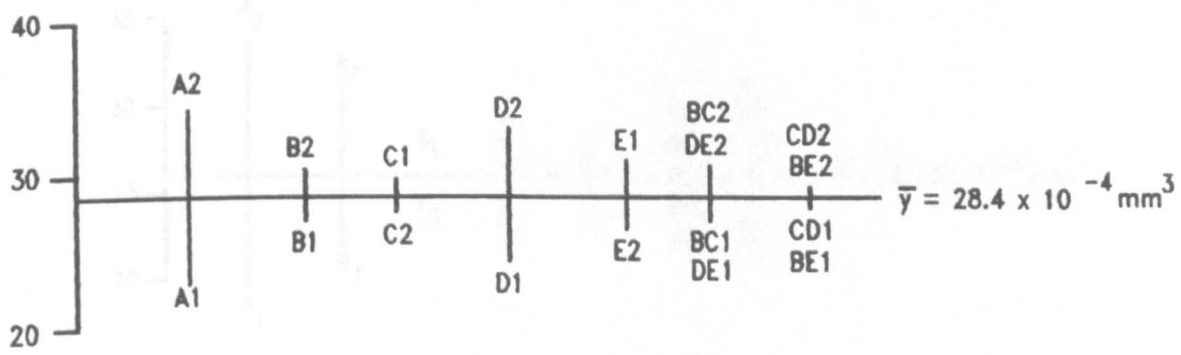 40
A2
D2
BC2
CD2
B2
C1
E1
DE2
BE2
30
ȳ = 28.4 x 10⁻⁴ mm³
B1
C2
E2
BC1
CD1
A1
D1
DE1
BE1
20